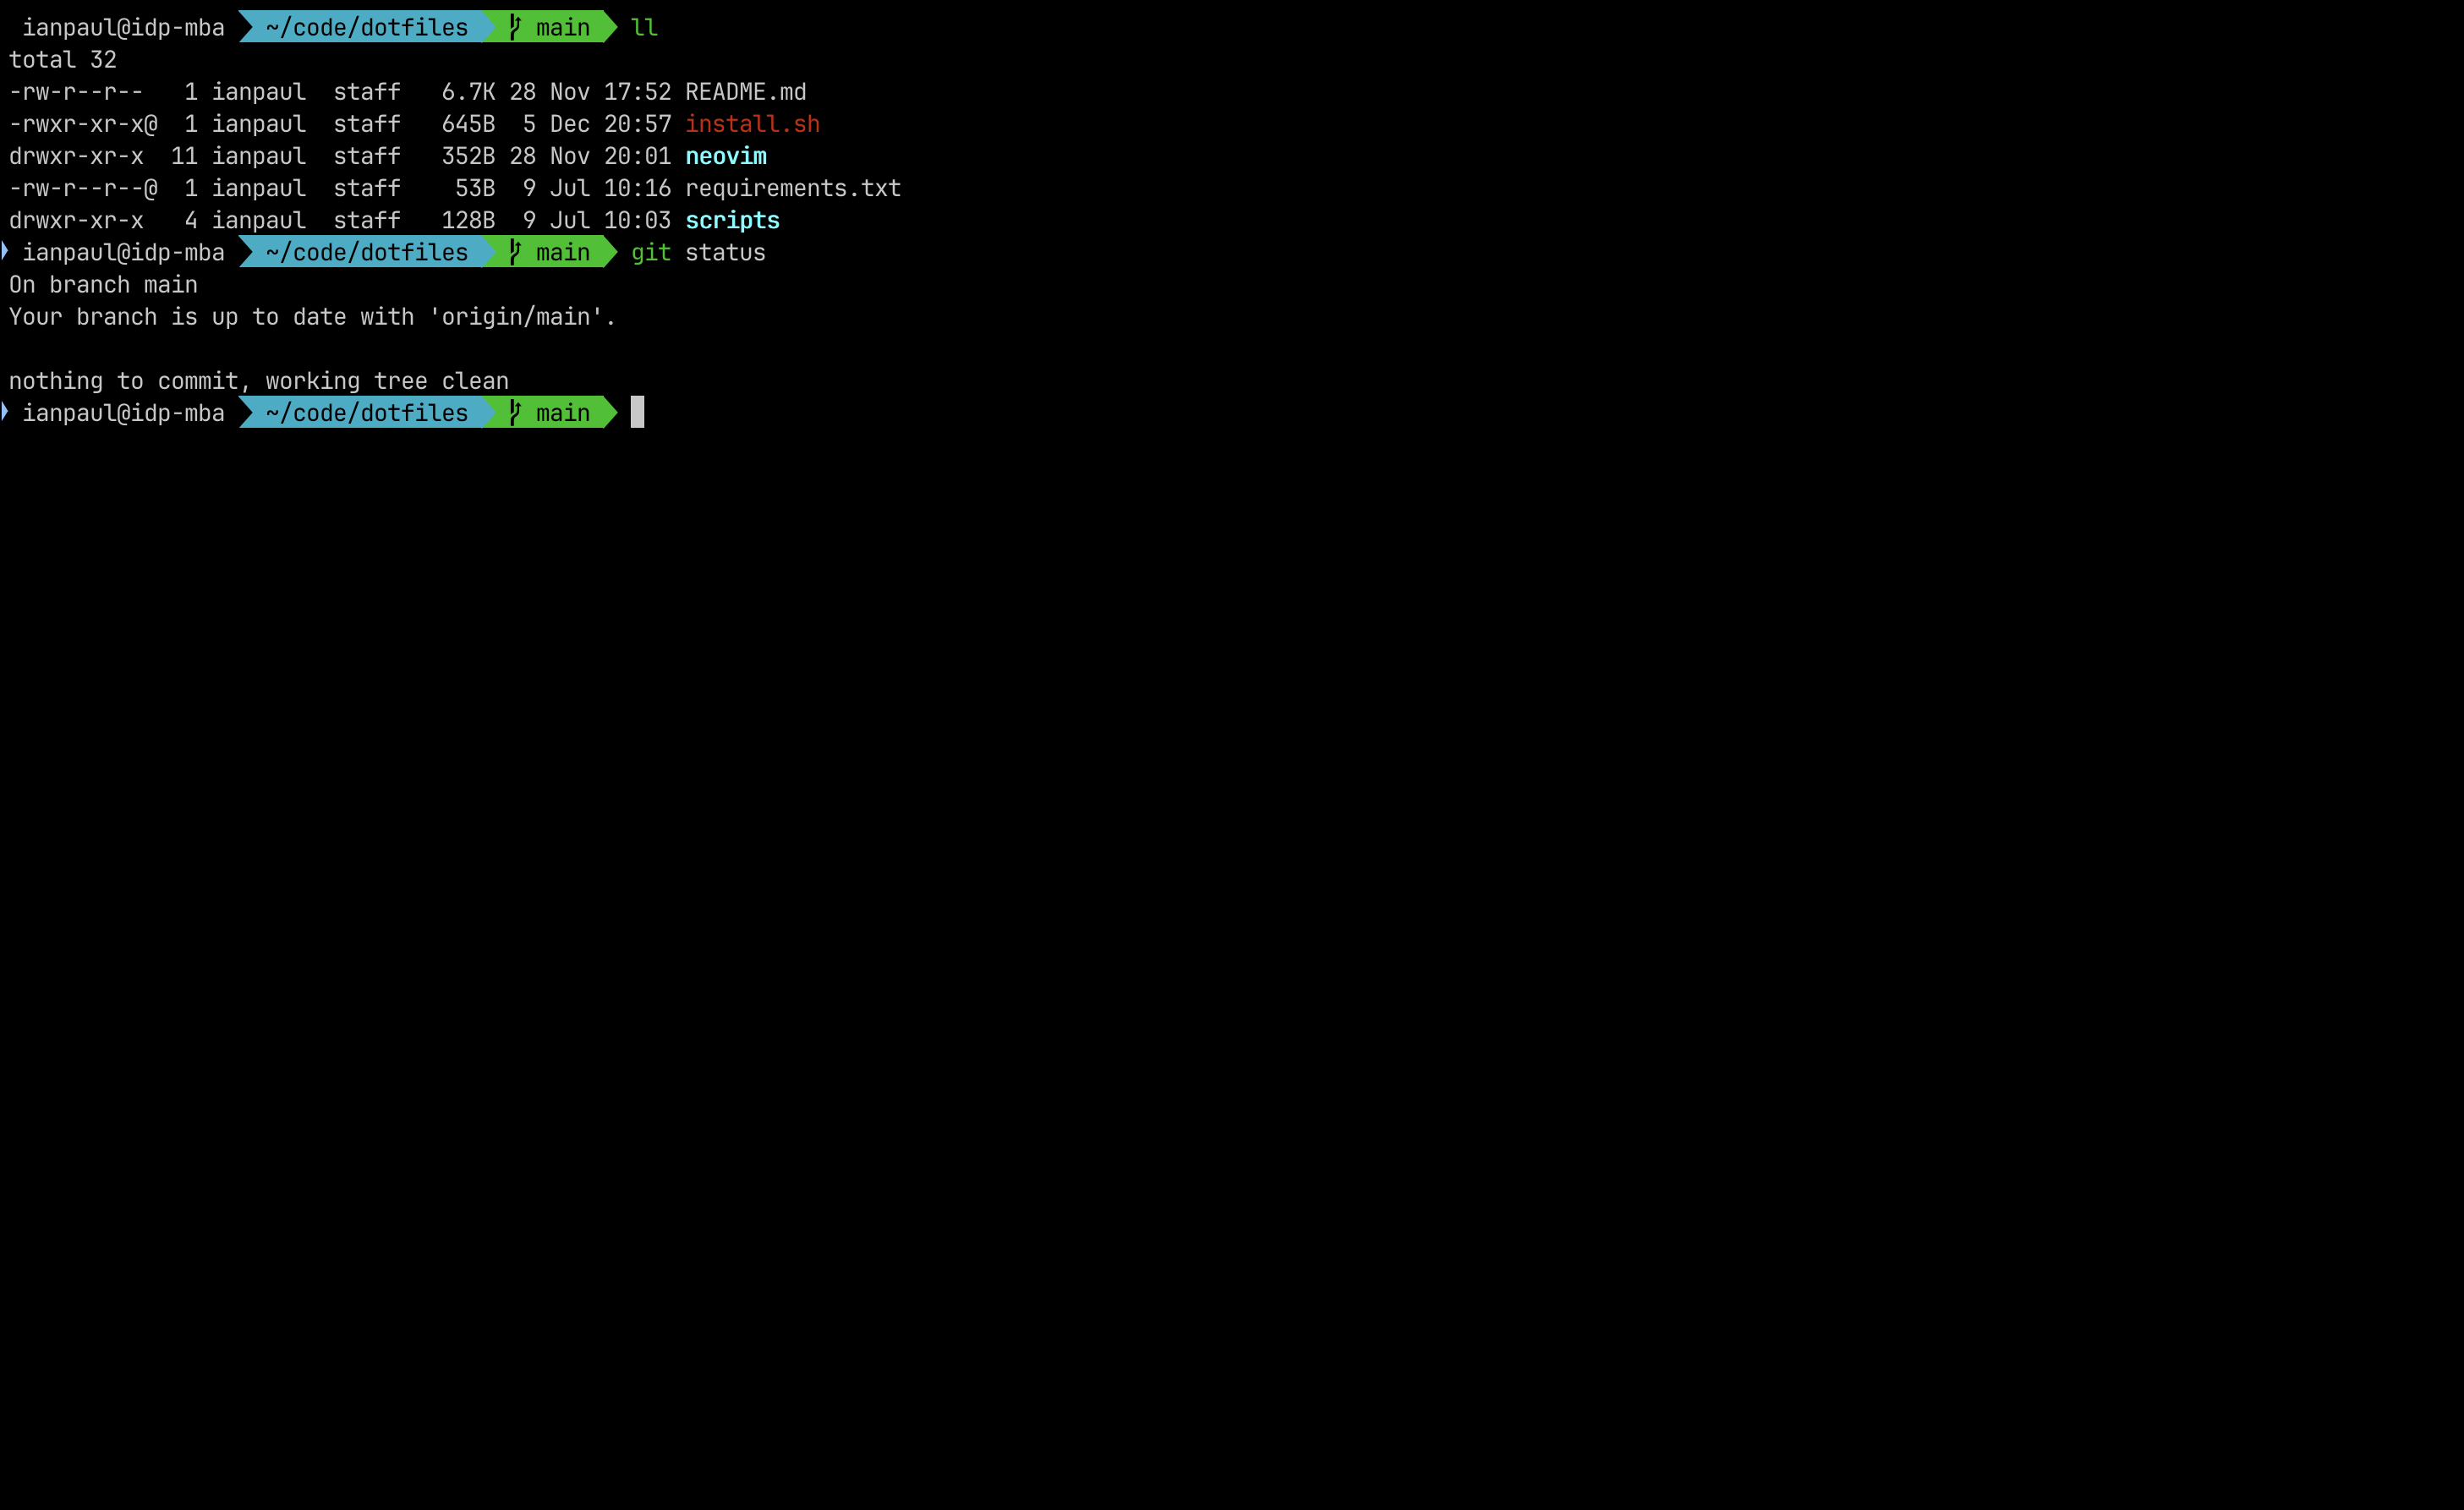 ianpaul@idp-mba ~/code/dotfiles main ll
total 32
-rw-r--r--   1 ianpaul  staff   6.7K 28 Nov 17:52 README.md
-rwxr-xr-x@  1 ianpaul  staff   645B  5 Dec 20:57 install.sh
drwxr-xr-x  11 ianpaul  staff   352B 28 Nov 20:01 neovim
-rw-r--r--@  1 ianpaul  staff    53B  9 Jul 10:16 requirements.txt
drwxr-xr-x   4 ianpaul  staff   128B  9 Jul 10:03 scripts
ianpaul@idp-mba ~/code/dotfiles main git status
On branch main
Your branch is up to date with 'origin/main'.
nothing to commit, working tree clean
ianpaul@idp-mba ~/code/dotfiles main